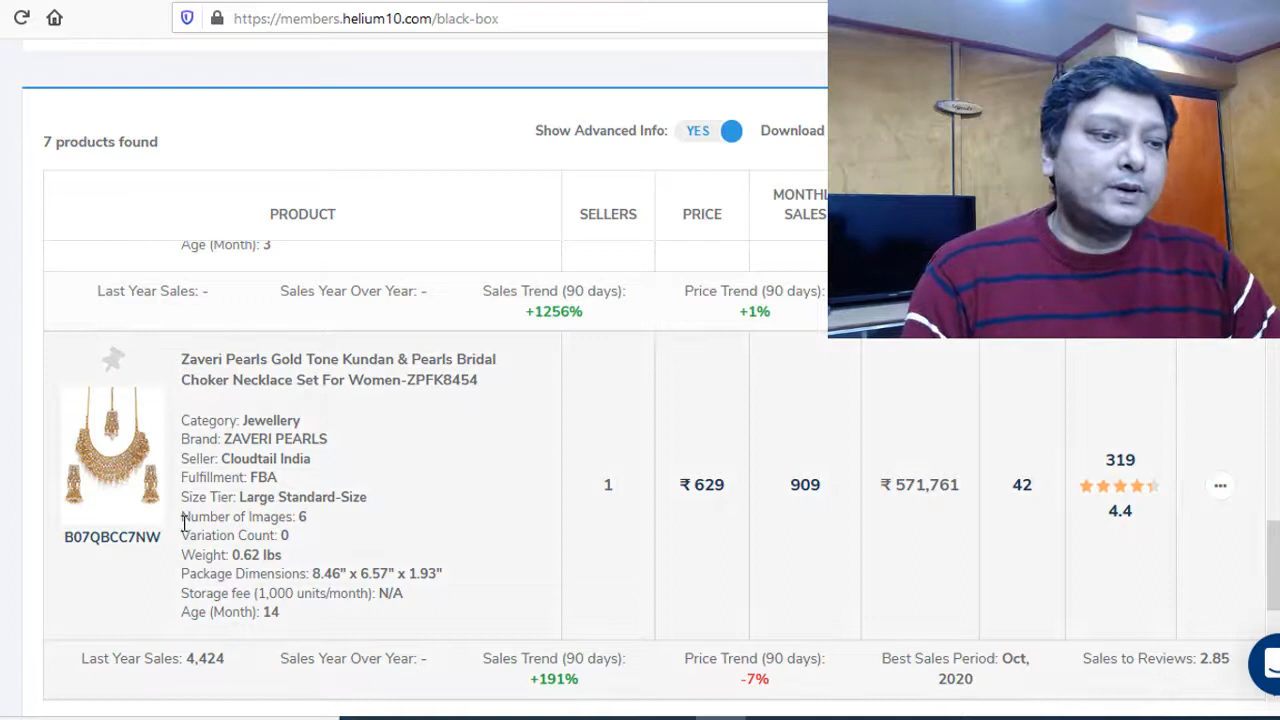 https://members.helium10.com/black-box
7 products found
Show Advanced Info: YES
Download
PRODUCT
SELLERS
PRICE
MONTHL
SALES
Age (Month): 3
Last Year Sales: -
Sales Year Over Year: -
Sales Trend (90 days):
+1256%
Price Trend (90 days):
+1%
Zaveri Pearls Gold Tone Kundan & Pearls Bridal
Choker Necklace Set For Women-ZPFK8454
Category: Jewellery
Brand: ZAVERI PEARLS
Seller: Cloudtail India
Fulfillment: FBA
Size Tier: Large Standard-Size
Number of Images: 6
Variation Count: 0
Weight: 0.62 lbs
Package Dimensions: 8.46" x 6.57" x 1.93"
Storage fee (1,000 units/month): N/A
Age (Month): 14
B07QBCC7NW
1
₹ 629
909
₹ 571,761
42
319
4.4
Last Year Sales: 4,424
Sales Year Over Year: -
Sales Trend (90 days):
+191%
Price Trend (90 days):
-7%
Best Sales Period: Oct,
2020
Sales to Reviews: 2.85